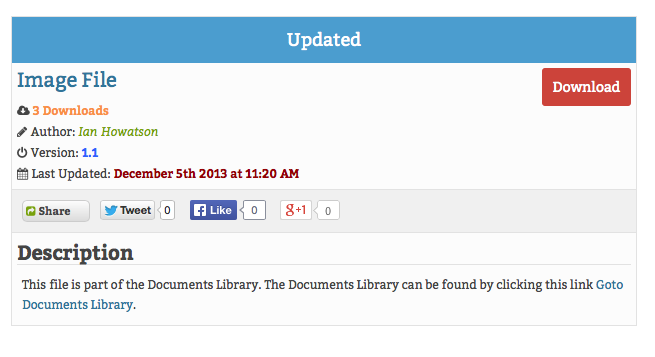 Updated
Image File
Download
3 Downloads
Author: Ian Howatson
Version: 1.1
Last Updated: December 5th 2013 at 11:20 AM
Share Tweet 0 Like 0 g+1 0
Description
This file is part of the Documents Library. The Documents Library can be found by clicking this link Goto
Documents Library.